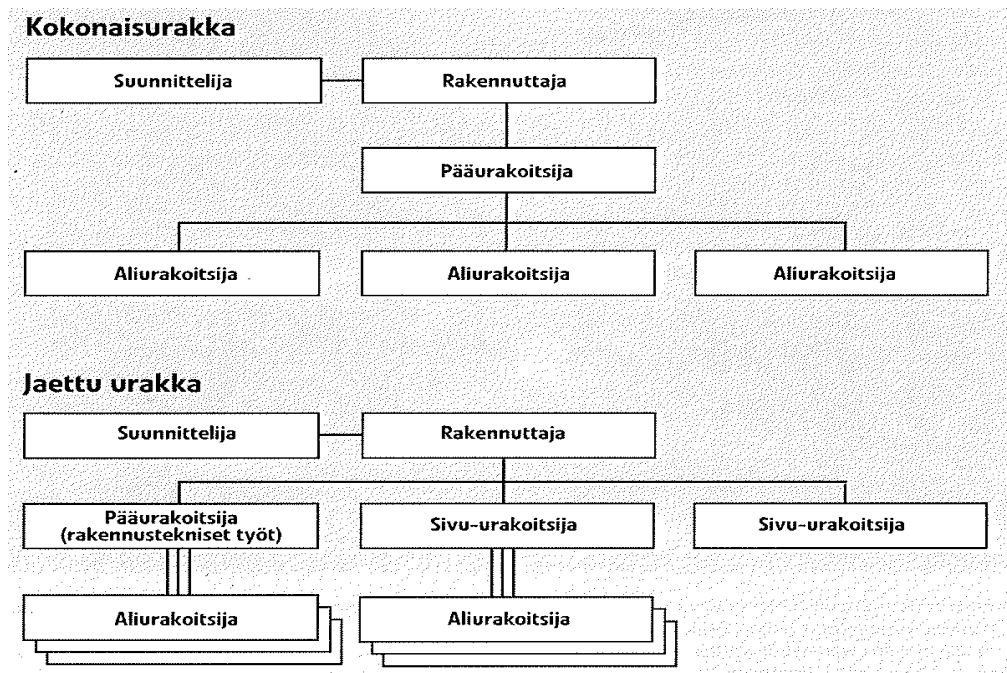 Kokonaisurakka
Suunnittelija
Rakennuttaja
Pääurakoitsija
Aliurakoitsija
Aliurakoitsija
Aliurakoitsija
Jaettu urakka
Suunnittelija
Rakennuttaja
Pääurakoitsija
(rakennustekniset työt)
Sivu-urakoitsija
Sivu-urakoitsija
Aliurakoitsija
Aliurakoitsija